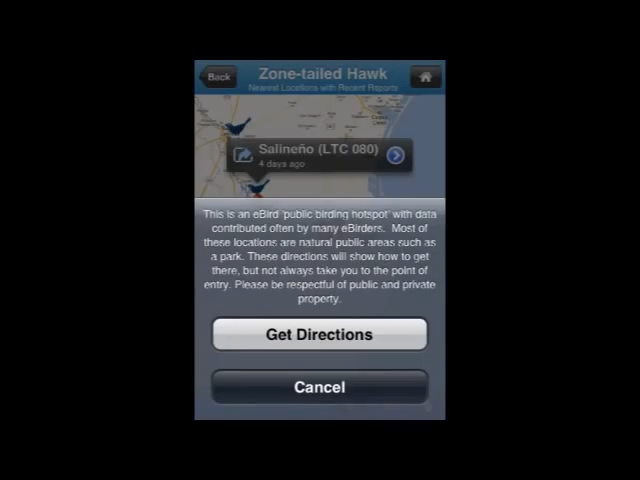 Back
Zone-tailed Hawk
Nearest Locations with Recent Reports
Salineño (LTC 080)
4 days ago
This is an eBird 'public birding hotspot' with data
contributed often by many eBirders. Most of
these locations are natural public areas such as
a park. These directions will show how to get
there, but not always take you to the point of
entry. Please be respectful of public and private
property.
Get Directions
Cancel